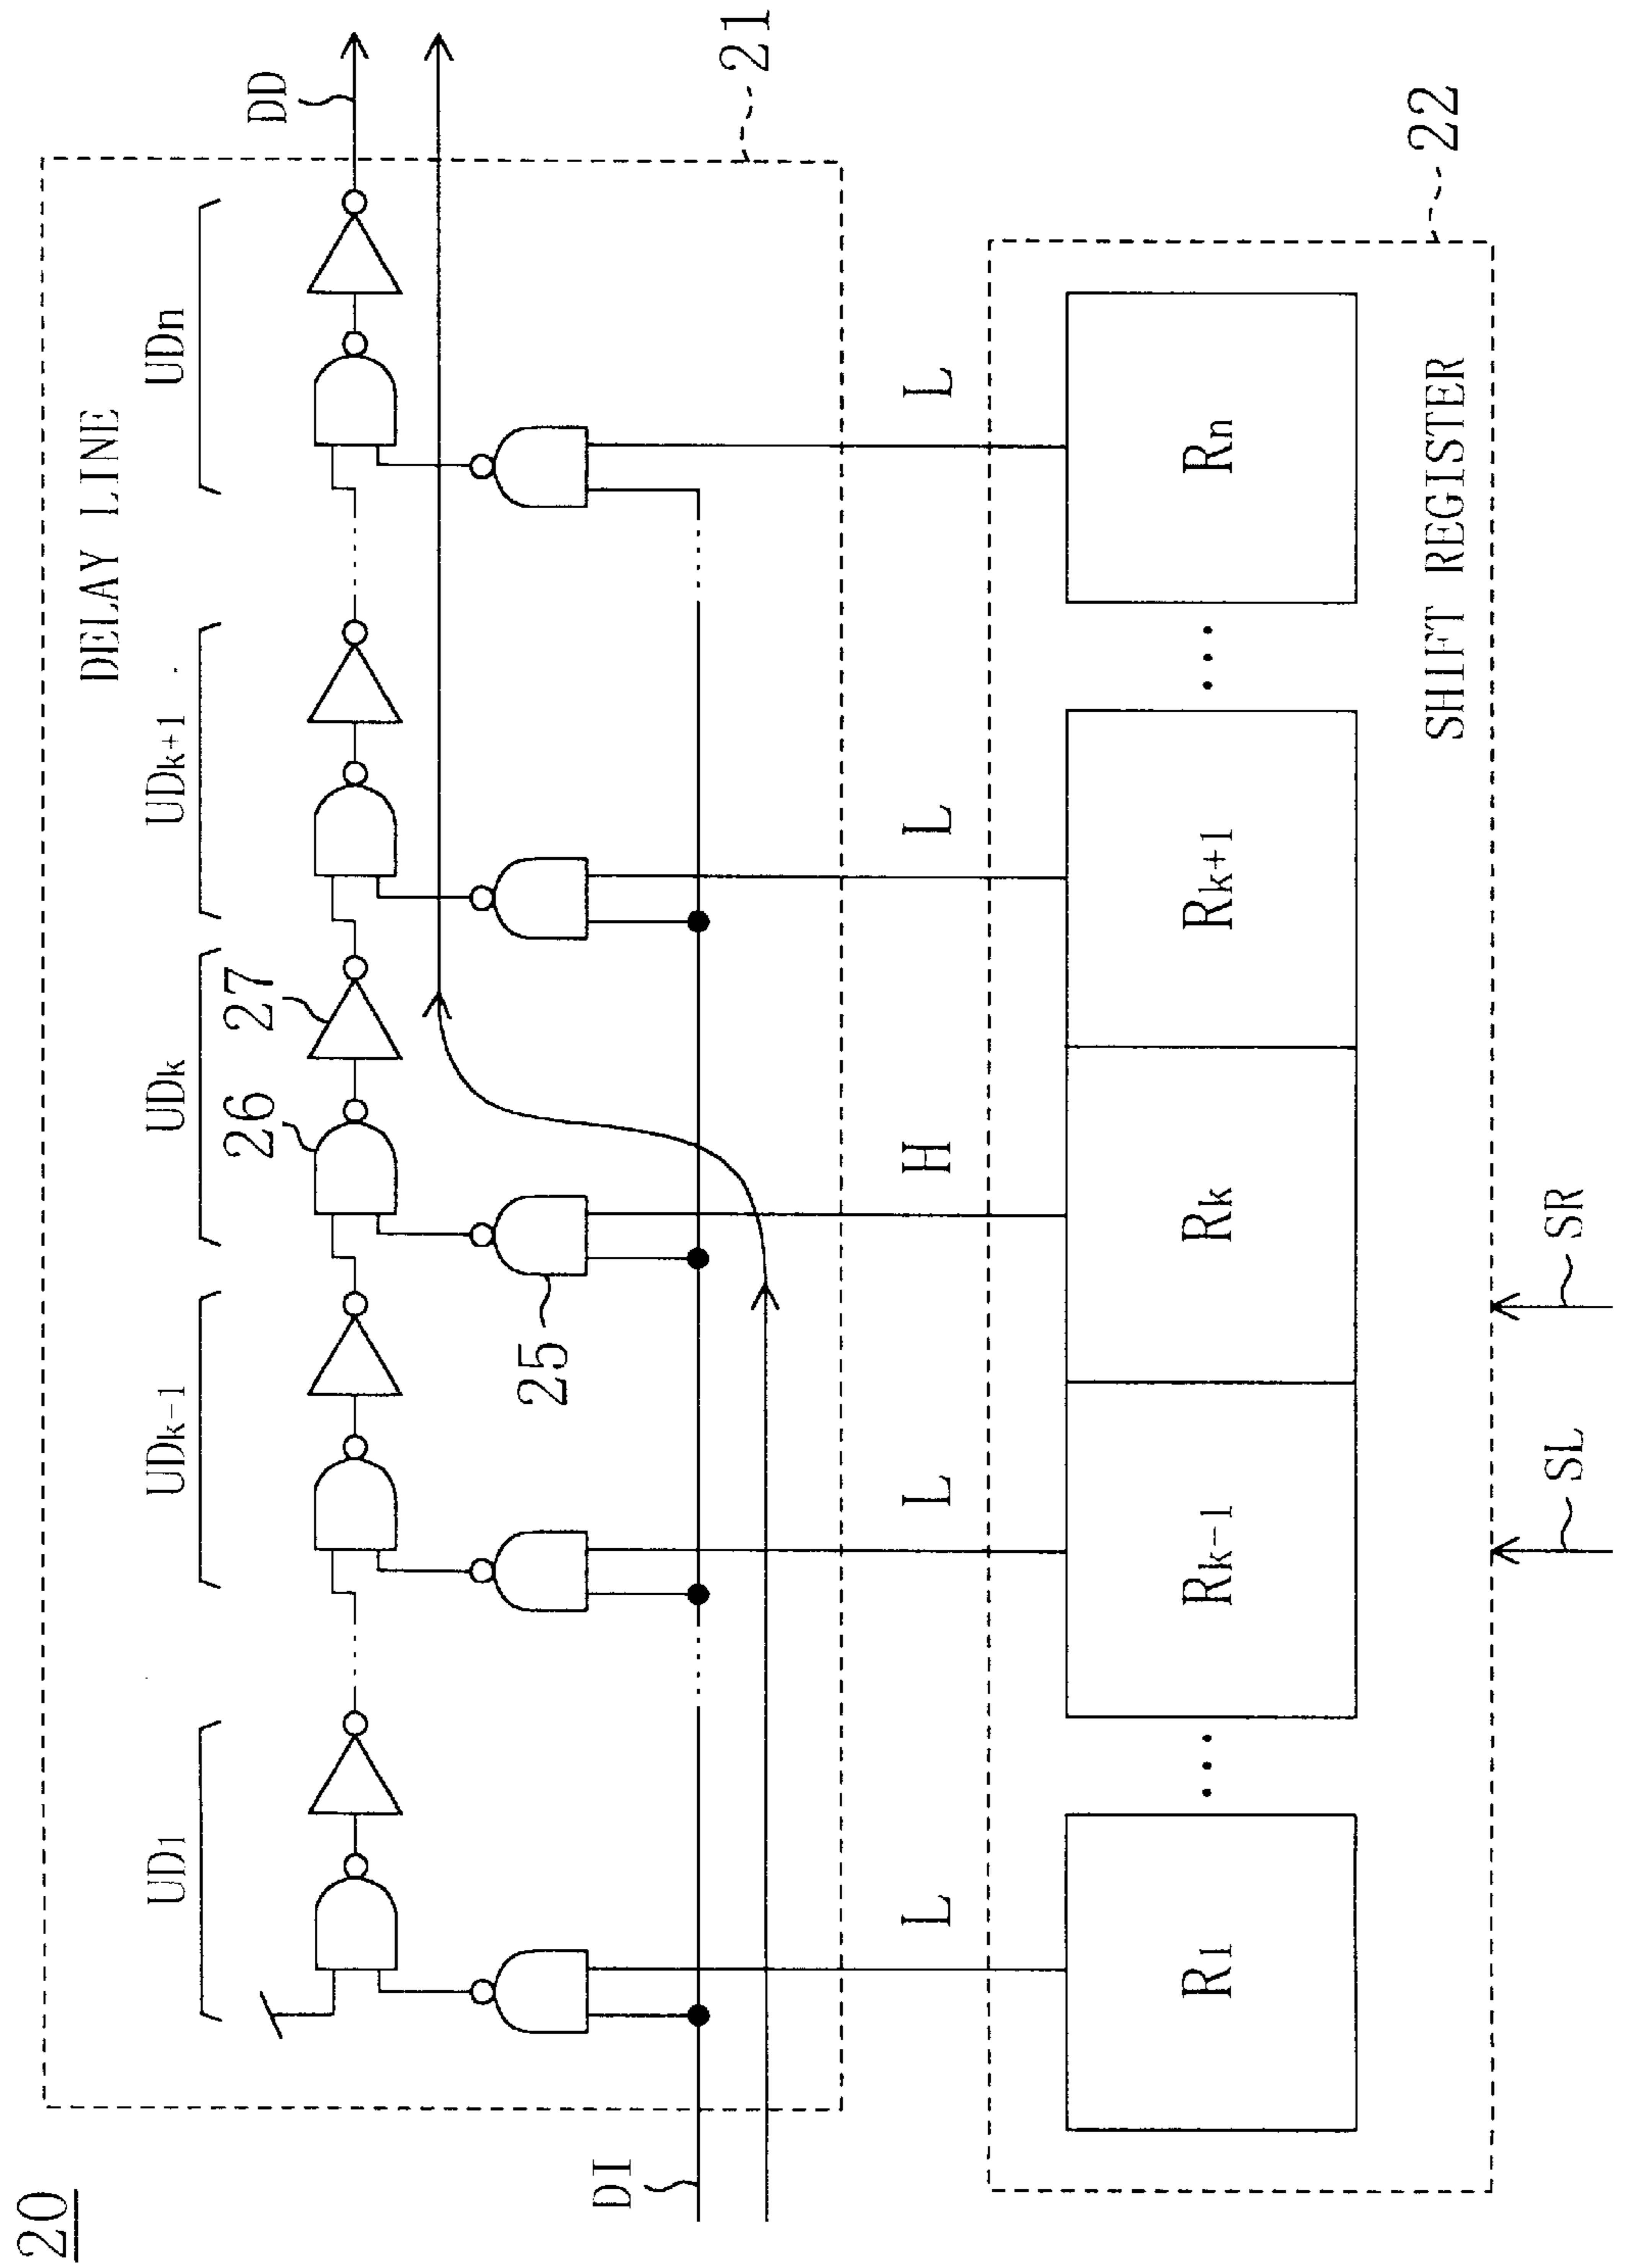 20
DELAY LINE
UD1
UDk-1
UDk
UDk+1
UDn
26
27
DD
25
DI
21
L
L
H
L
L
R1
...
Rk-1
Rk
Rk+1
...
Rn
SHIFT REGISTER
22
SL
SR